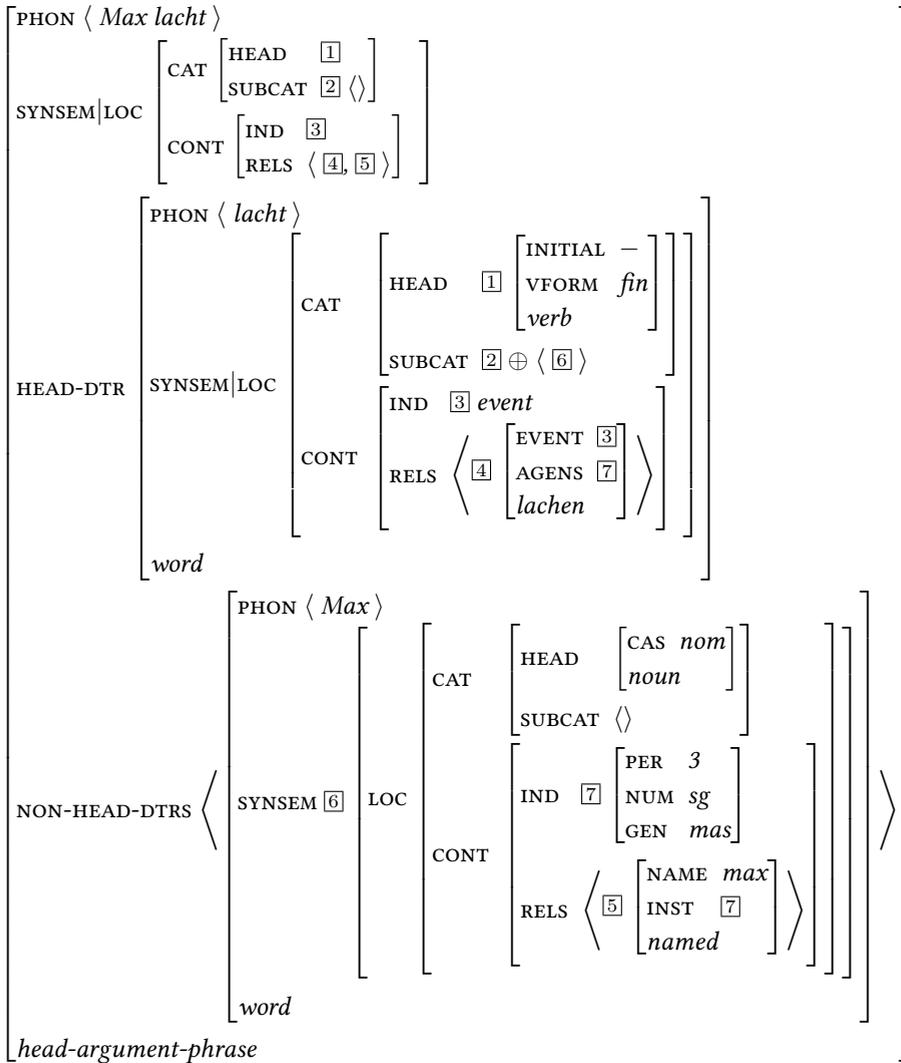 PHON ⟨ Max lacht ⟩
SYNSEM|LOC
CAT
HEAD 1
SUBCAT 2 ⟨⟩
CONT
IND 3
RELS ⟨ 4, 5 ⟩
HEAD-DTR
PHON ⟨ lacht ⟩
SYNSEM|LOC
CAT
HEAD 1
INITIAL −
VFORM fin
verb
SUBCAT 2 ⊕ ⟨ 6 ⟩
CONT
IND 3 event
RELS ⟨ 4
EVENT 3
AGENS 7
lachen ⟩
word
NON-HEAD-DTRS ⟨
PHON ⟨ Max ⟩
SYNSEM 6
LOC
CAT
HEAD
CAS nom
noun
SUBCAT ⟨⟩
CONT
IND 7
PER 3
NUM sg
GEN mas
RELS ⟨ 5
NAME max
INST 7
named ⟩
word ⟩
head-argument-phrase